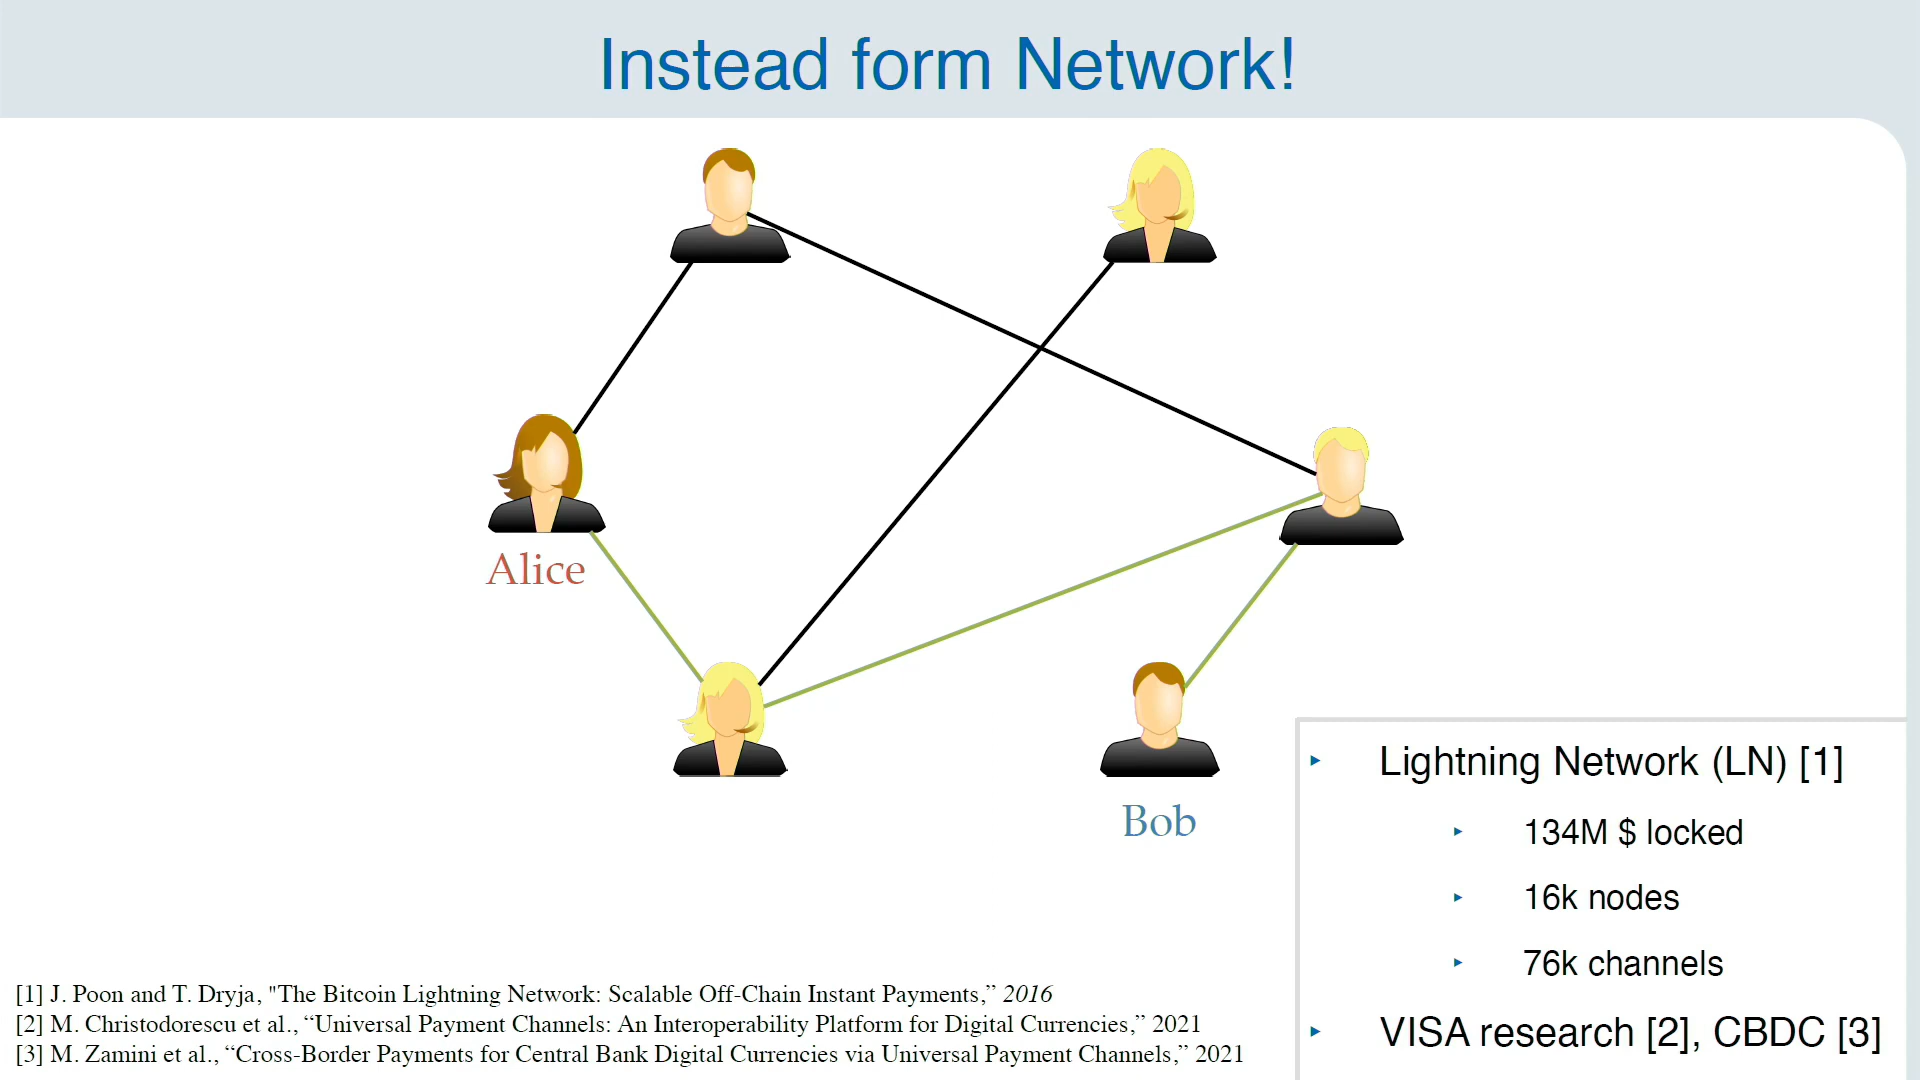 Instead form Network!
Alice
Bob
Lightning Network (LN) [1]
134M $ locked
16k nodes
76k channels
VISA research [2], CBDC [3]
[1] J. Poon and T. Dryja, "The Bitcoin Lightning Network: Scalable Off-Chain Instant Payments,” 2016
[2] M. Christodorescu et al., “Universal Payment Channels: An Interoperability Platform for Digital Currencies,” 2021
[3] M. Zamini et al., “Cross-Border Payments for Central Bank Digital Currencies via Universal Payment Channels,” 2021